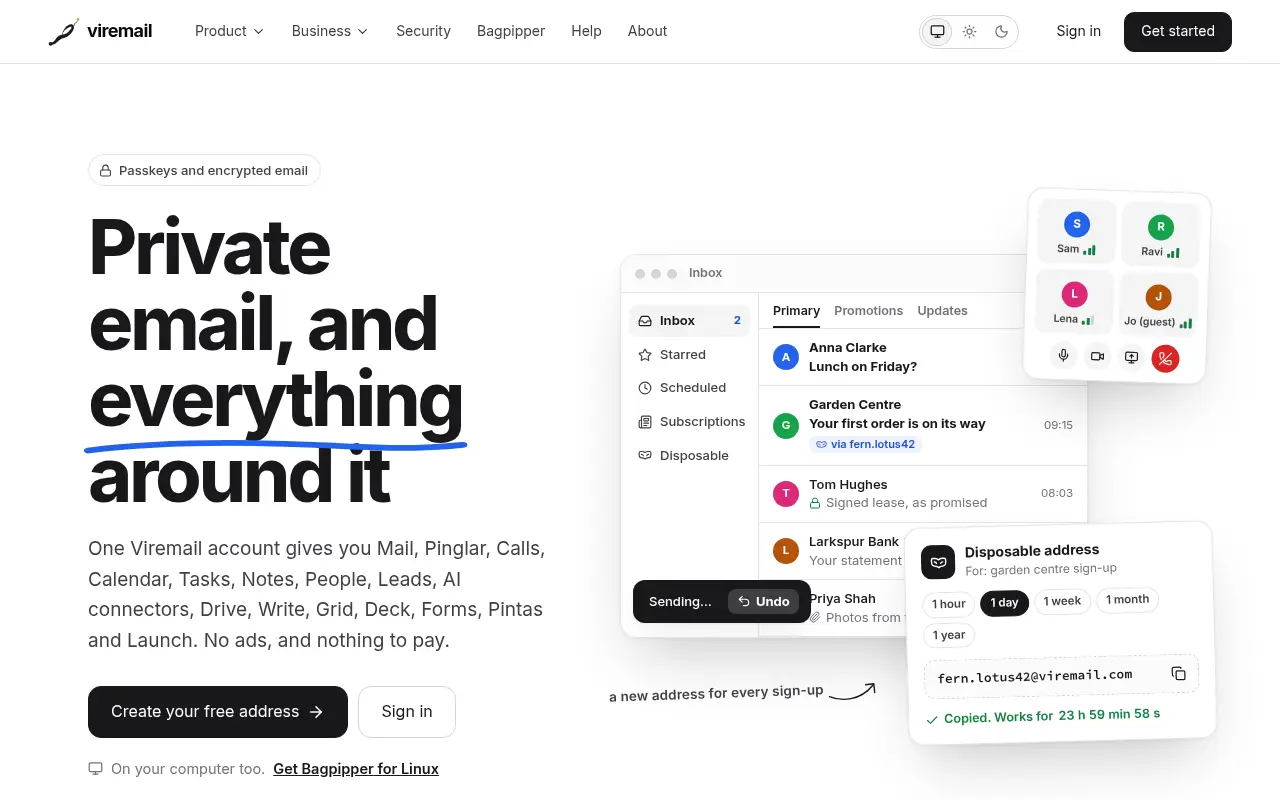 viremail
Product
Business
Security
Bagpipper
Help
About
Sign in
Get started
Passkeys and encrypted email
Private
email, and
everything
around it
One Viremail account gives you Mail, Pinglar, Calls,
Calendar, Tasks, Notes, People, Leads, AI
connectors, Drive, Write, Grid, Deck, Forms, Pintas
and Launch. No ads, and nothing to pay.
Create your free address
Sign in
On your computer too. Get Bagpipper for Linux
Inbox
Inbox 2
Starred
Scheduled
Subscriptions
Disposable
Primary Promotions Updates
A
Anna Clarke
Lunch on Friday?
G
Garden Centre
Your first order is on its way
09:15
via fern.lotus42
T
Tom Hughes
08:03
Signed lease, as promised
L
Larkspur Bank
Your statement
Priya Shah
Photos from
Sending...
Undo
S
Sam
R
Ravi
L
Lena
J
Jo (guest)
Disposable address
For: garden centre sign-up
1 hour
1 day
1 week
1 month
1 year
fern.lotus42@viremail.com
Copied. Works for 23 h 59 min 58 s
a new address for every sign-up